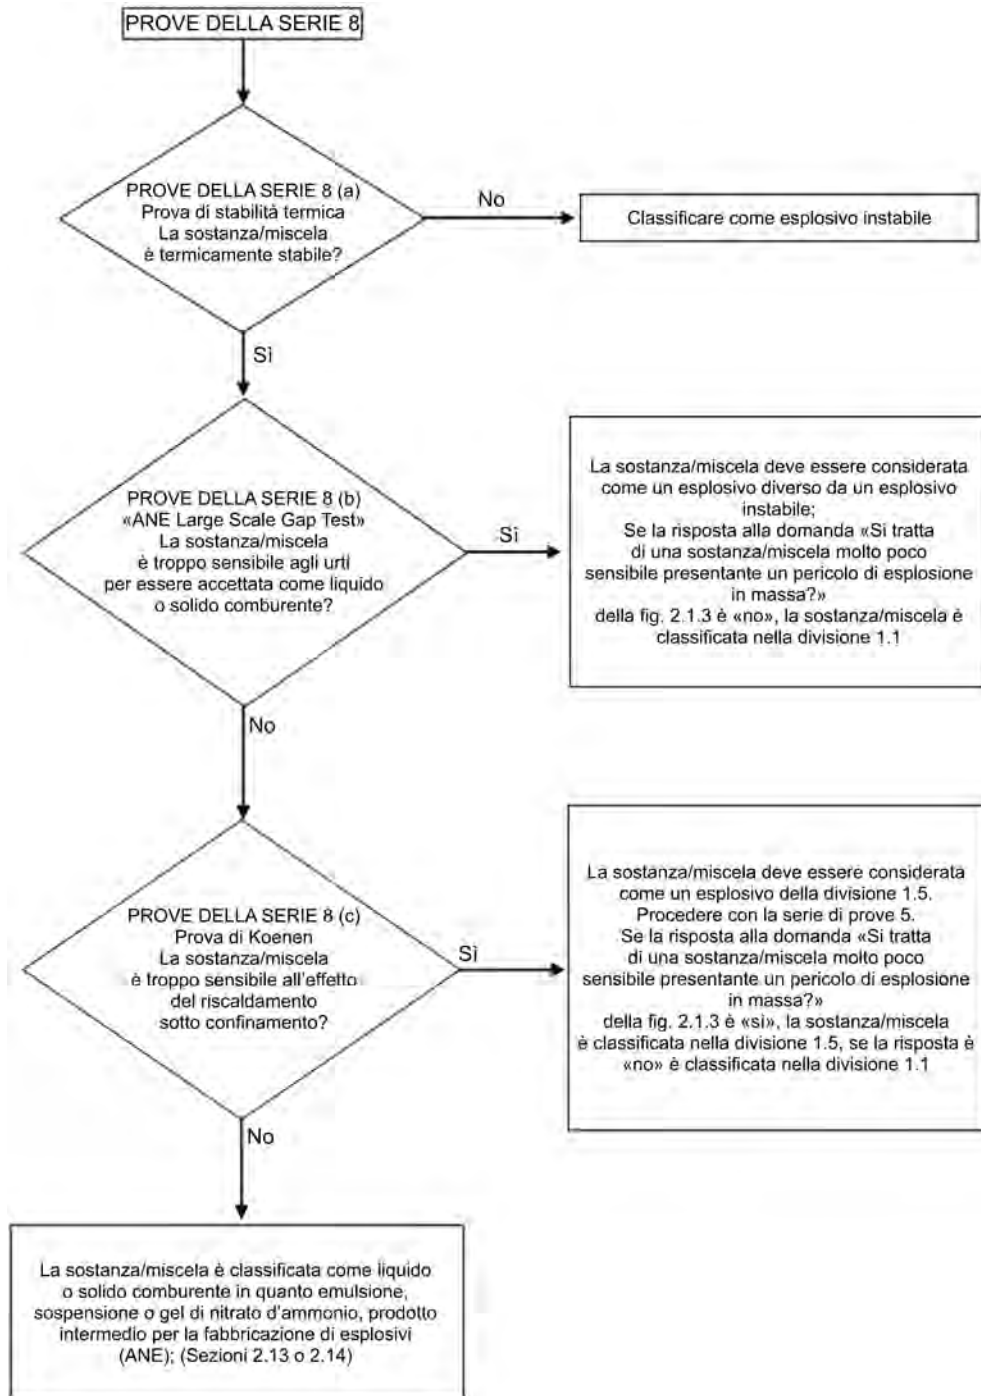 PROVE DELLA SERIE 8
PROVE DELLA SERIE 8 (a)
Prova di stabilità termica
La sostanza/miscela
è termicamente stabile?
No
Classificare come esplosivo instabile
Sì
PROVE DELLA SERIE 8 (b)
«ANE Large Scale Gap Test»
La sostanza/miscela
è troppo sensibile agli urti
per essere accettata come liquido
o solido comburente?
Sì
La sostanza/miscela deve essere considerata
come un esplosivo diverso da un esplosivo
instabile;
Se la risposta alla domanda «Si tratta
di una sostanza/miscela molto poco
sensibile presentante un pericolo di esplosione
in massa?»
della fig. 2.1.3 è «no», la sostanza/miscela è
classificata nella divisione 1.1
No
PROVE DELLA SERIE 8 (c)
Prova di Koenen
La sostanza/miscela
è troppo sensibile all'effetto
del riscaldamento
sotto confinamento?
Sì
La sostanza/miscela deve essere considerata
come un esplosivo della divisione 1.5.
Procedere con la serie di prove 5.
Se la risposta alla domanda «Si tratta
di una sostanza/miscela molto poco
sensibile presentante un pericolo di esplosione
in massa?»
della fig. 2.1.3 è «sì», la sostanza/miscela
è classificata nella divisione 1.5, se la risposta è
«no» è classificata nella divisione 1.1
No
La sostanza/miscela è classificata come liquido
o solido comburente in quanto emulsione,
sospensione o gel di nitrato d'ammonio, prodotto
intermedio per la fabbricazione di esplosivi
(ANE); (Sezioni 2.13 o 2.14)